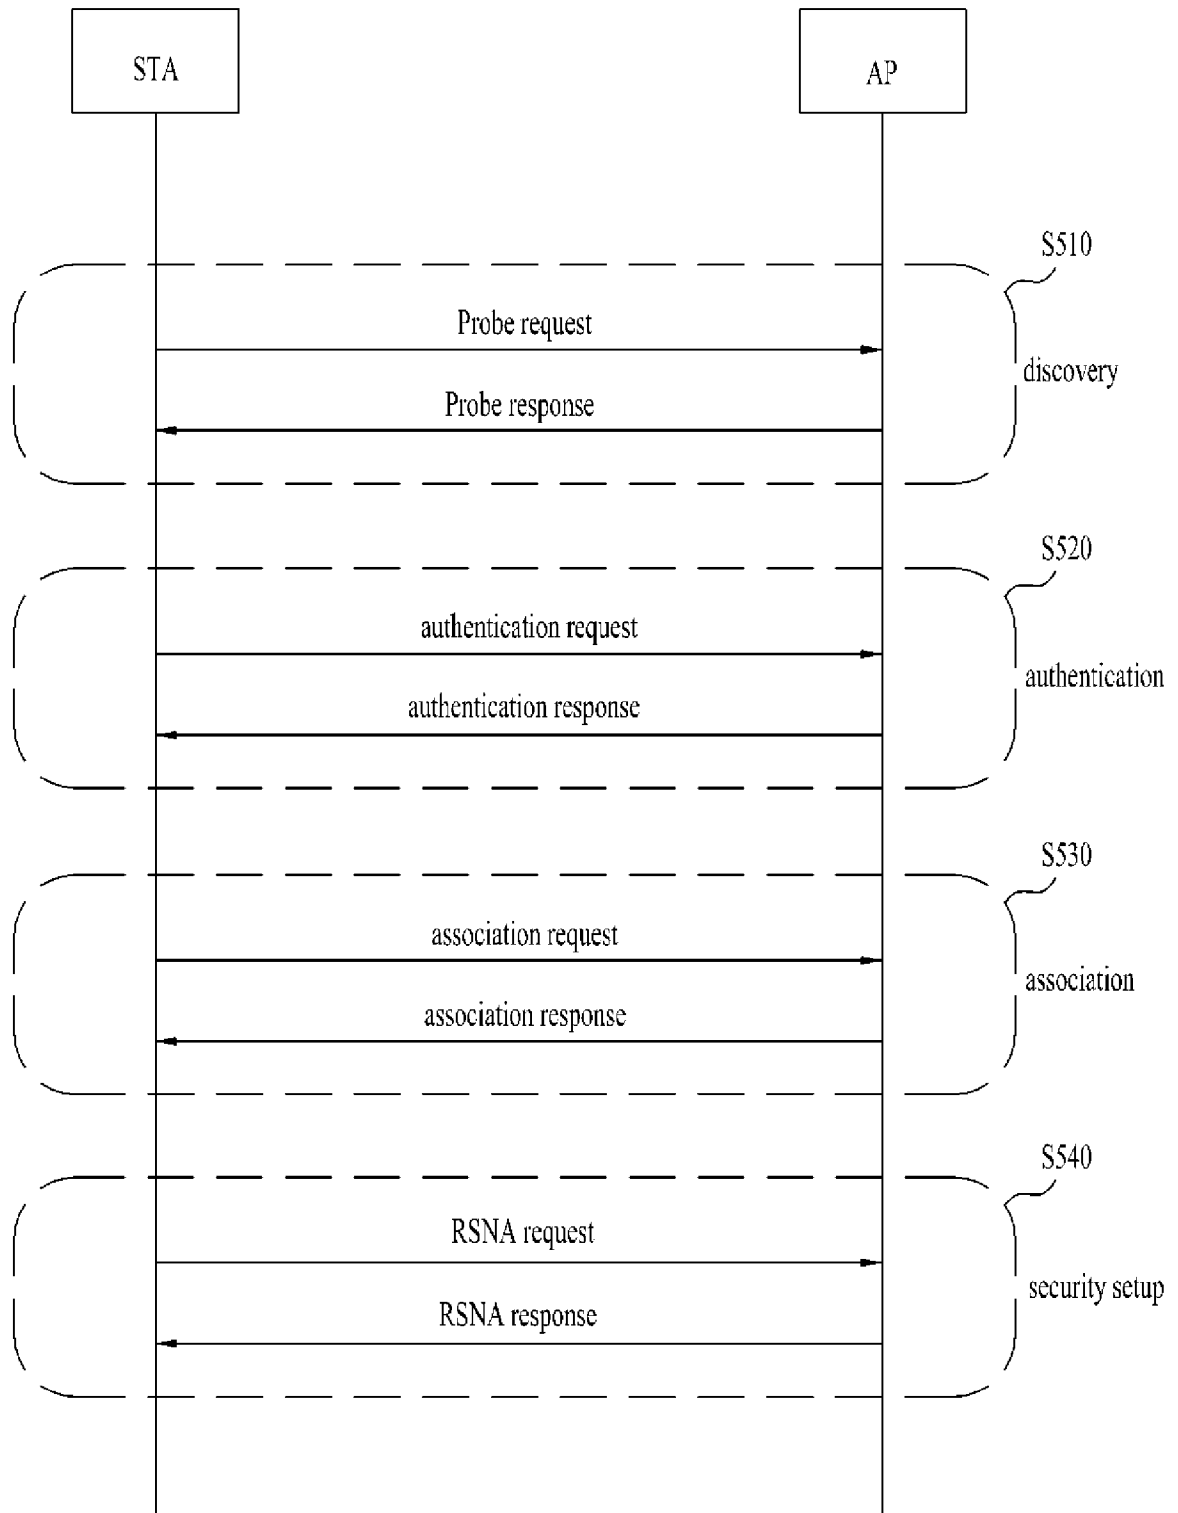 STA
AP
S510
Probe request
discovery
Probe response
S520
authentication request
authentication
authentication response
S530
association request
association
association response
S540
RSNA request
security setup
RSNA response